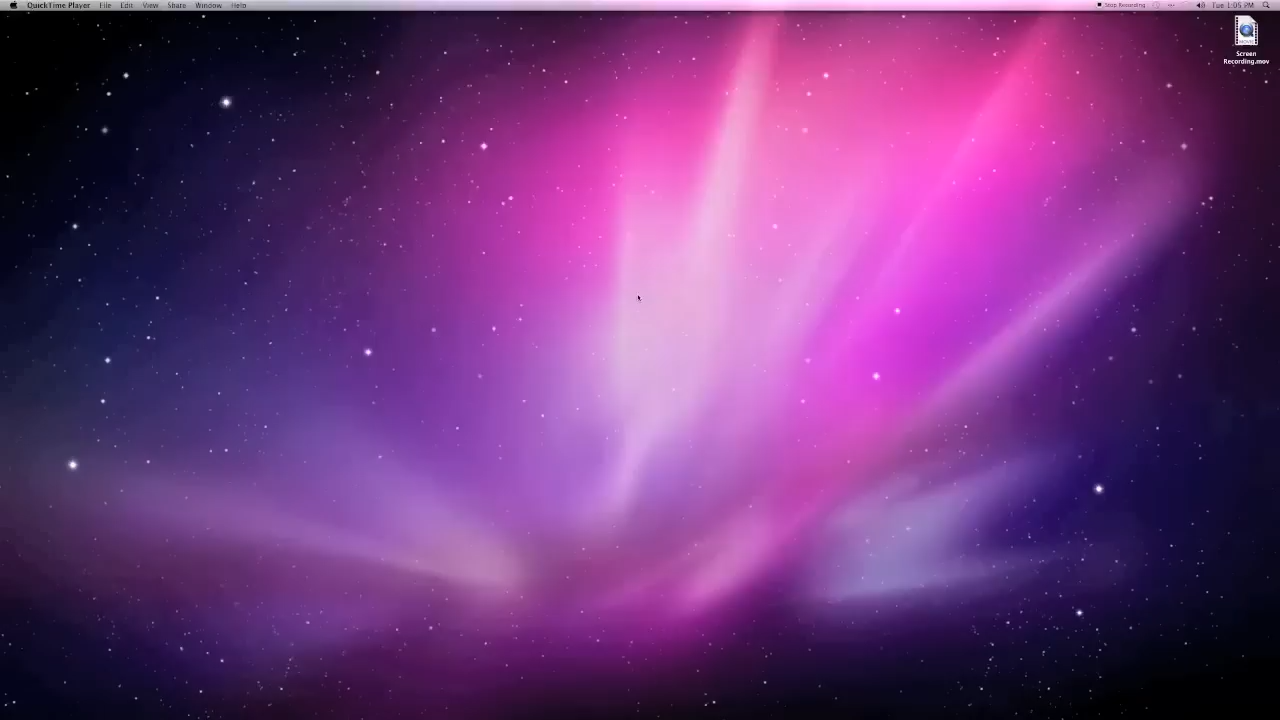 QuickTime Player File Edit View Share Window Help
Stop Recording Tue 1:05 PM
Screen
Recording.mov